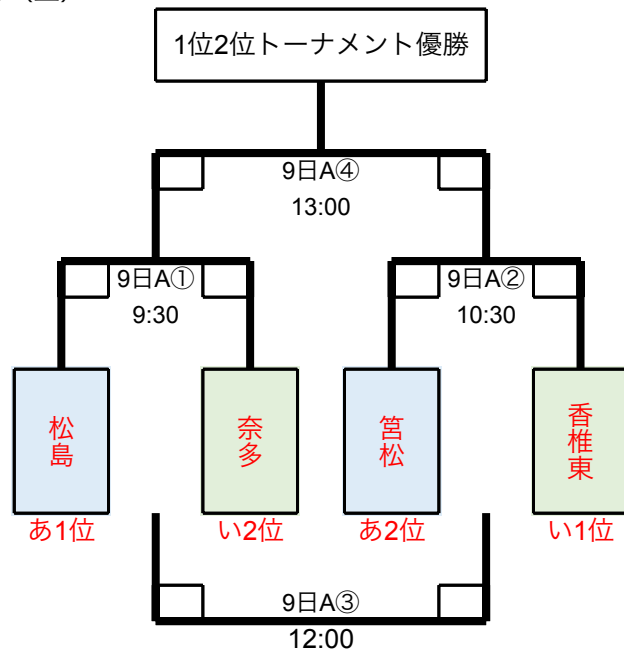 1位2位トーナメント優勝
9日A④
13:00
9日A① 9日A②
9:30 10:30
松島 奈多 筥松 香椎東
あ1位 い2位 あ2位 い1位
9日A③
12:00